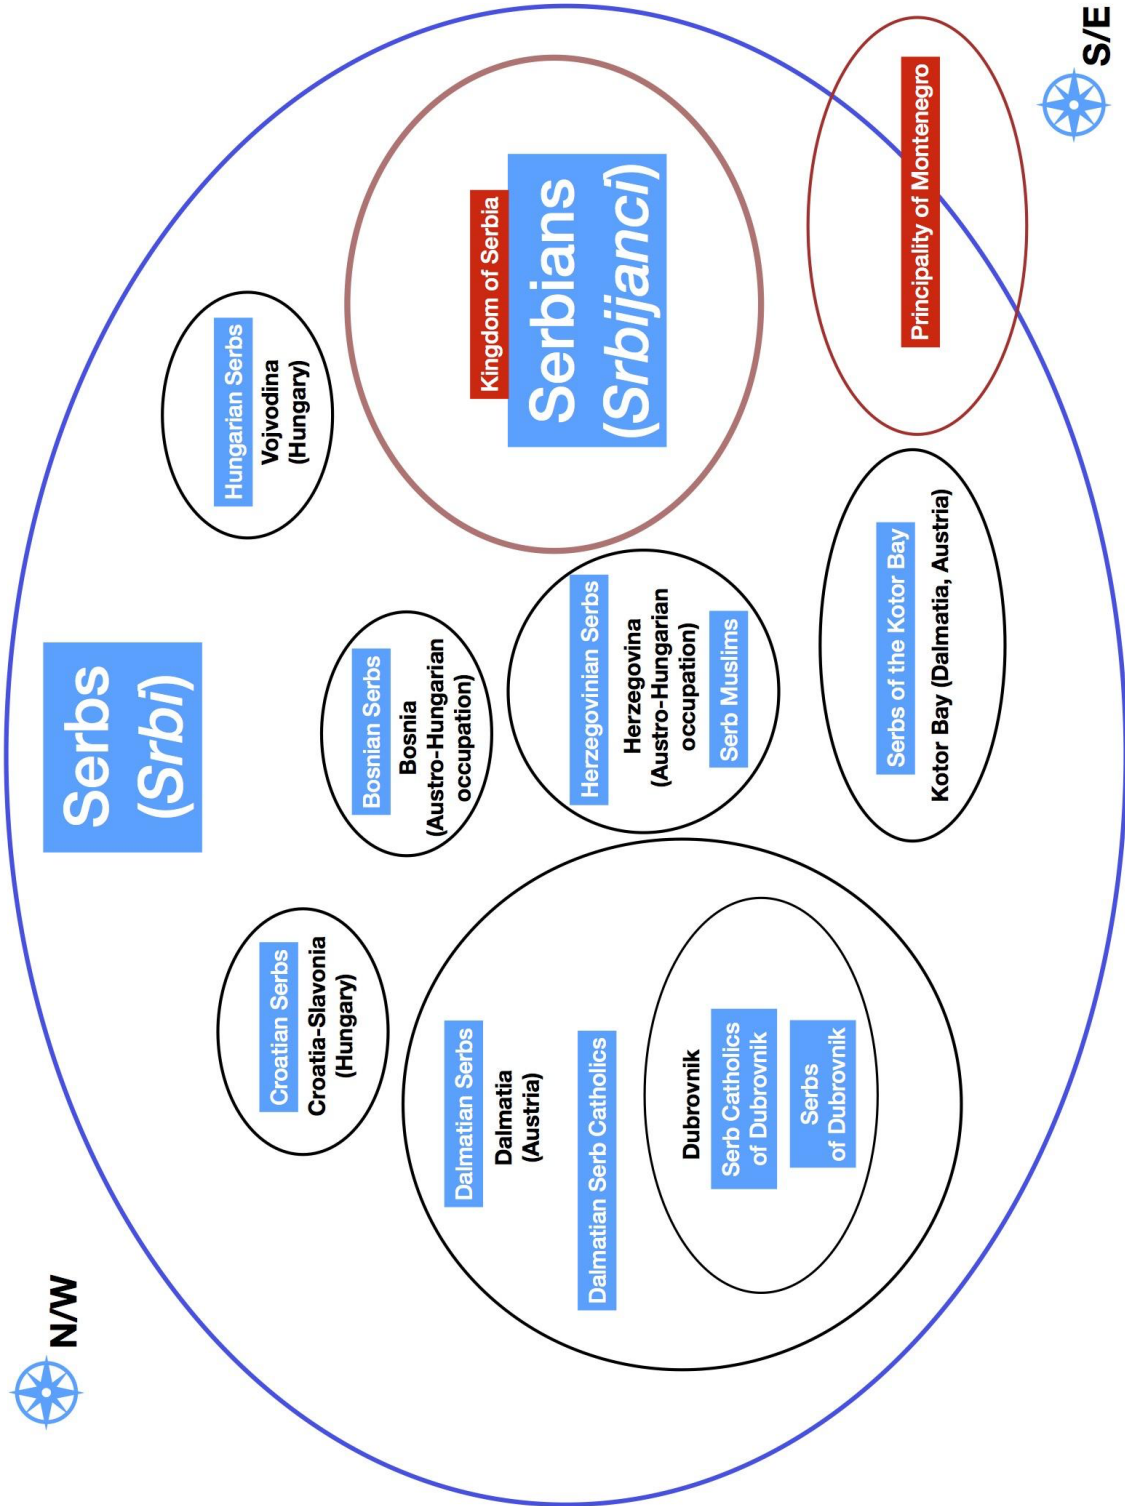 N/W
Serbs
(Srbi)
Croatian Serbs
Croatia-Slavonia
(Hungary)
Hungarian Serbs
Vojvodina
(Hungary)
Bosnian Serbs
Bosnia
(Austro-Hungarian
occupation)
Dalmatian Serbs
Dalmatia
(Austria)
Dalmatian Serb Catholics
Dubrovnik
Serb Catholics
of Dubrovnik
Serbs
of Dubrovnik
Herzegovinian Serbs
Herzegovina
(Austro-Hungarian
occupation)
Serb Muslims
Kingdom of Serbia
Serbians
(Srbijanci)
Serbs of the Kotor Bay
Kotor Bay (Dalmatia, Austria)
Principality of Montenegro
S/E